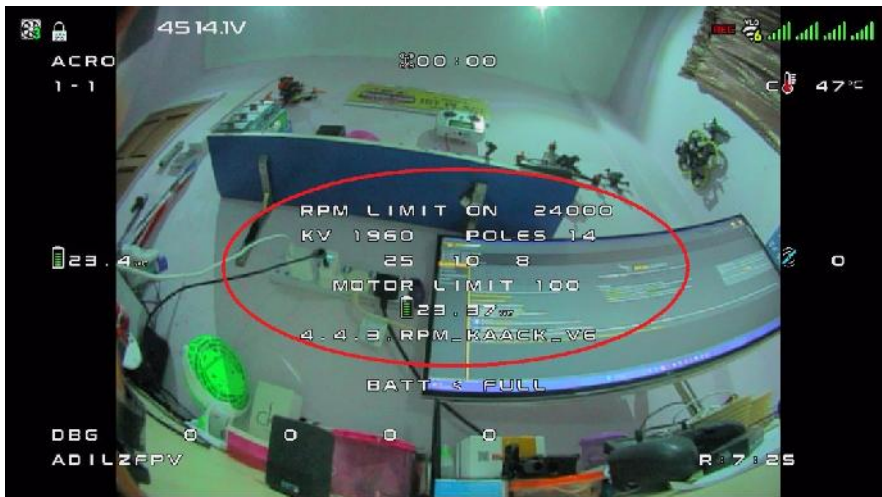 4514.1V
REC
ACRO
00:00
1-1
C 47°C
RPM LIMIT ON 24000
KV 1960 POLES 14
23.4
25 10 8
0
MOTOR LIMIT 100
23.37
4.4.3.RPM_KAACK_V6
BATT < FULL
DBG 0 0 0 0
ADILZFPV
R:7:25